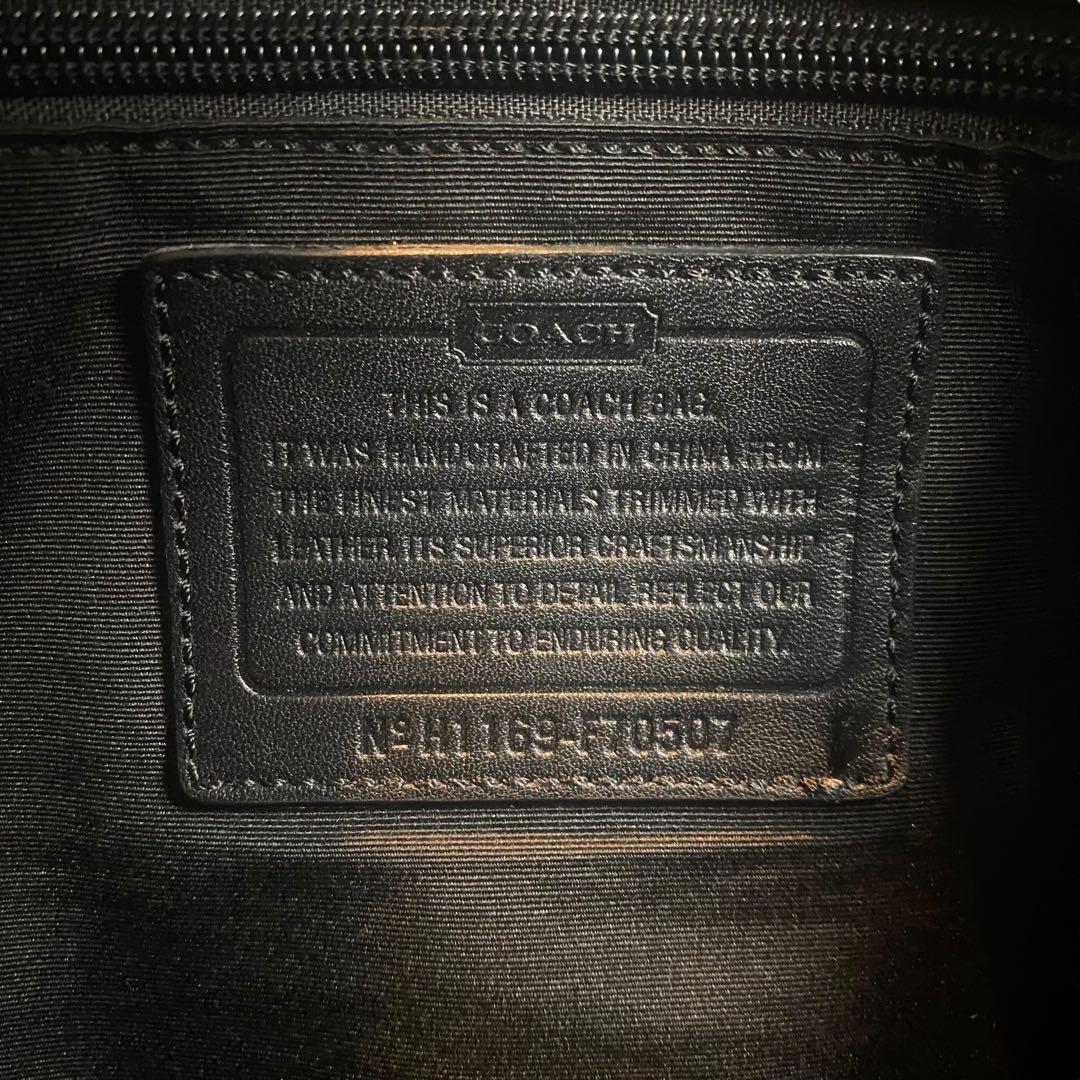 COACH
THIS IS A COACH BAG.
IT WAS HANDCRAFTED IN CHINA FROM
THE FINEST MATERIALS TRIMMED WITH
LEATHER. ITS SUPERIOR CRAFTSMANSHIP
AND ATTENTION TO DETAIL REFLECT OUR
COMMITMENT TO ENDURING QUALITY.
Nº H1169-F70507